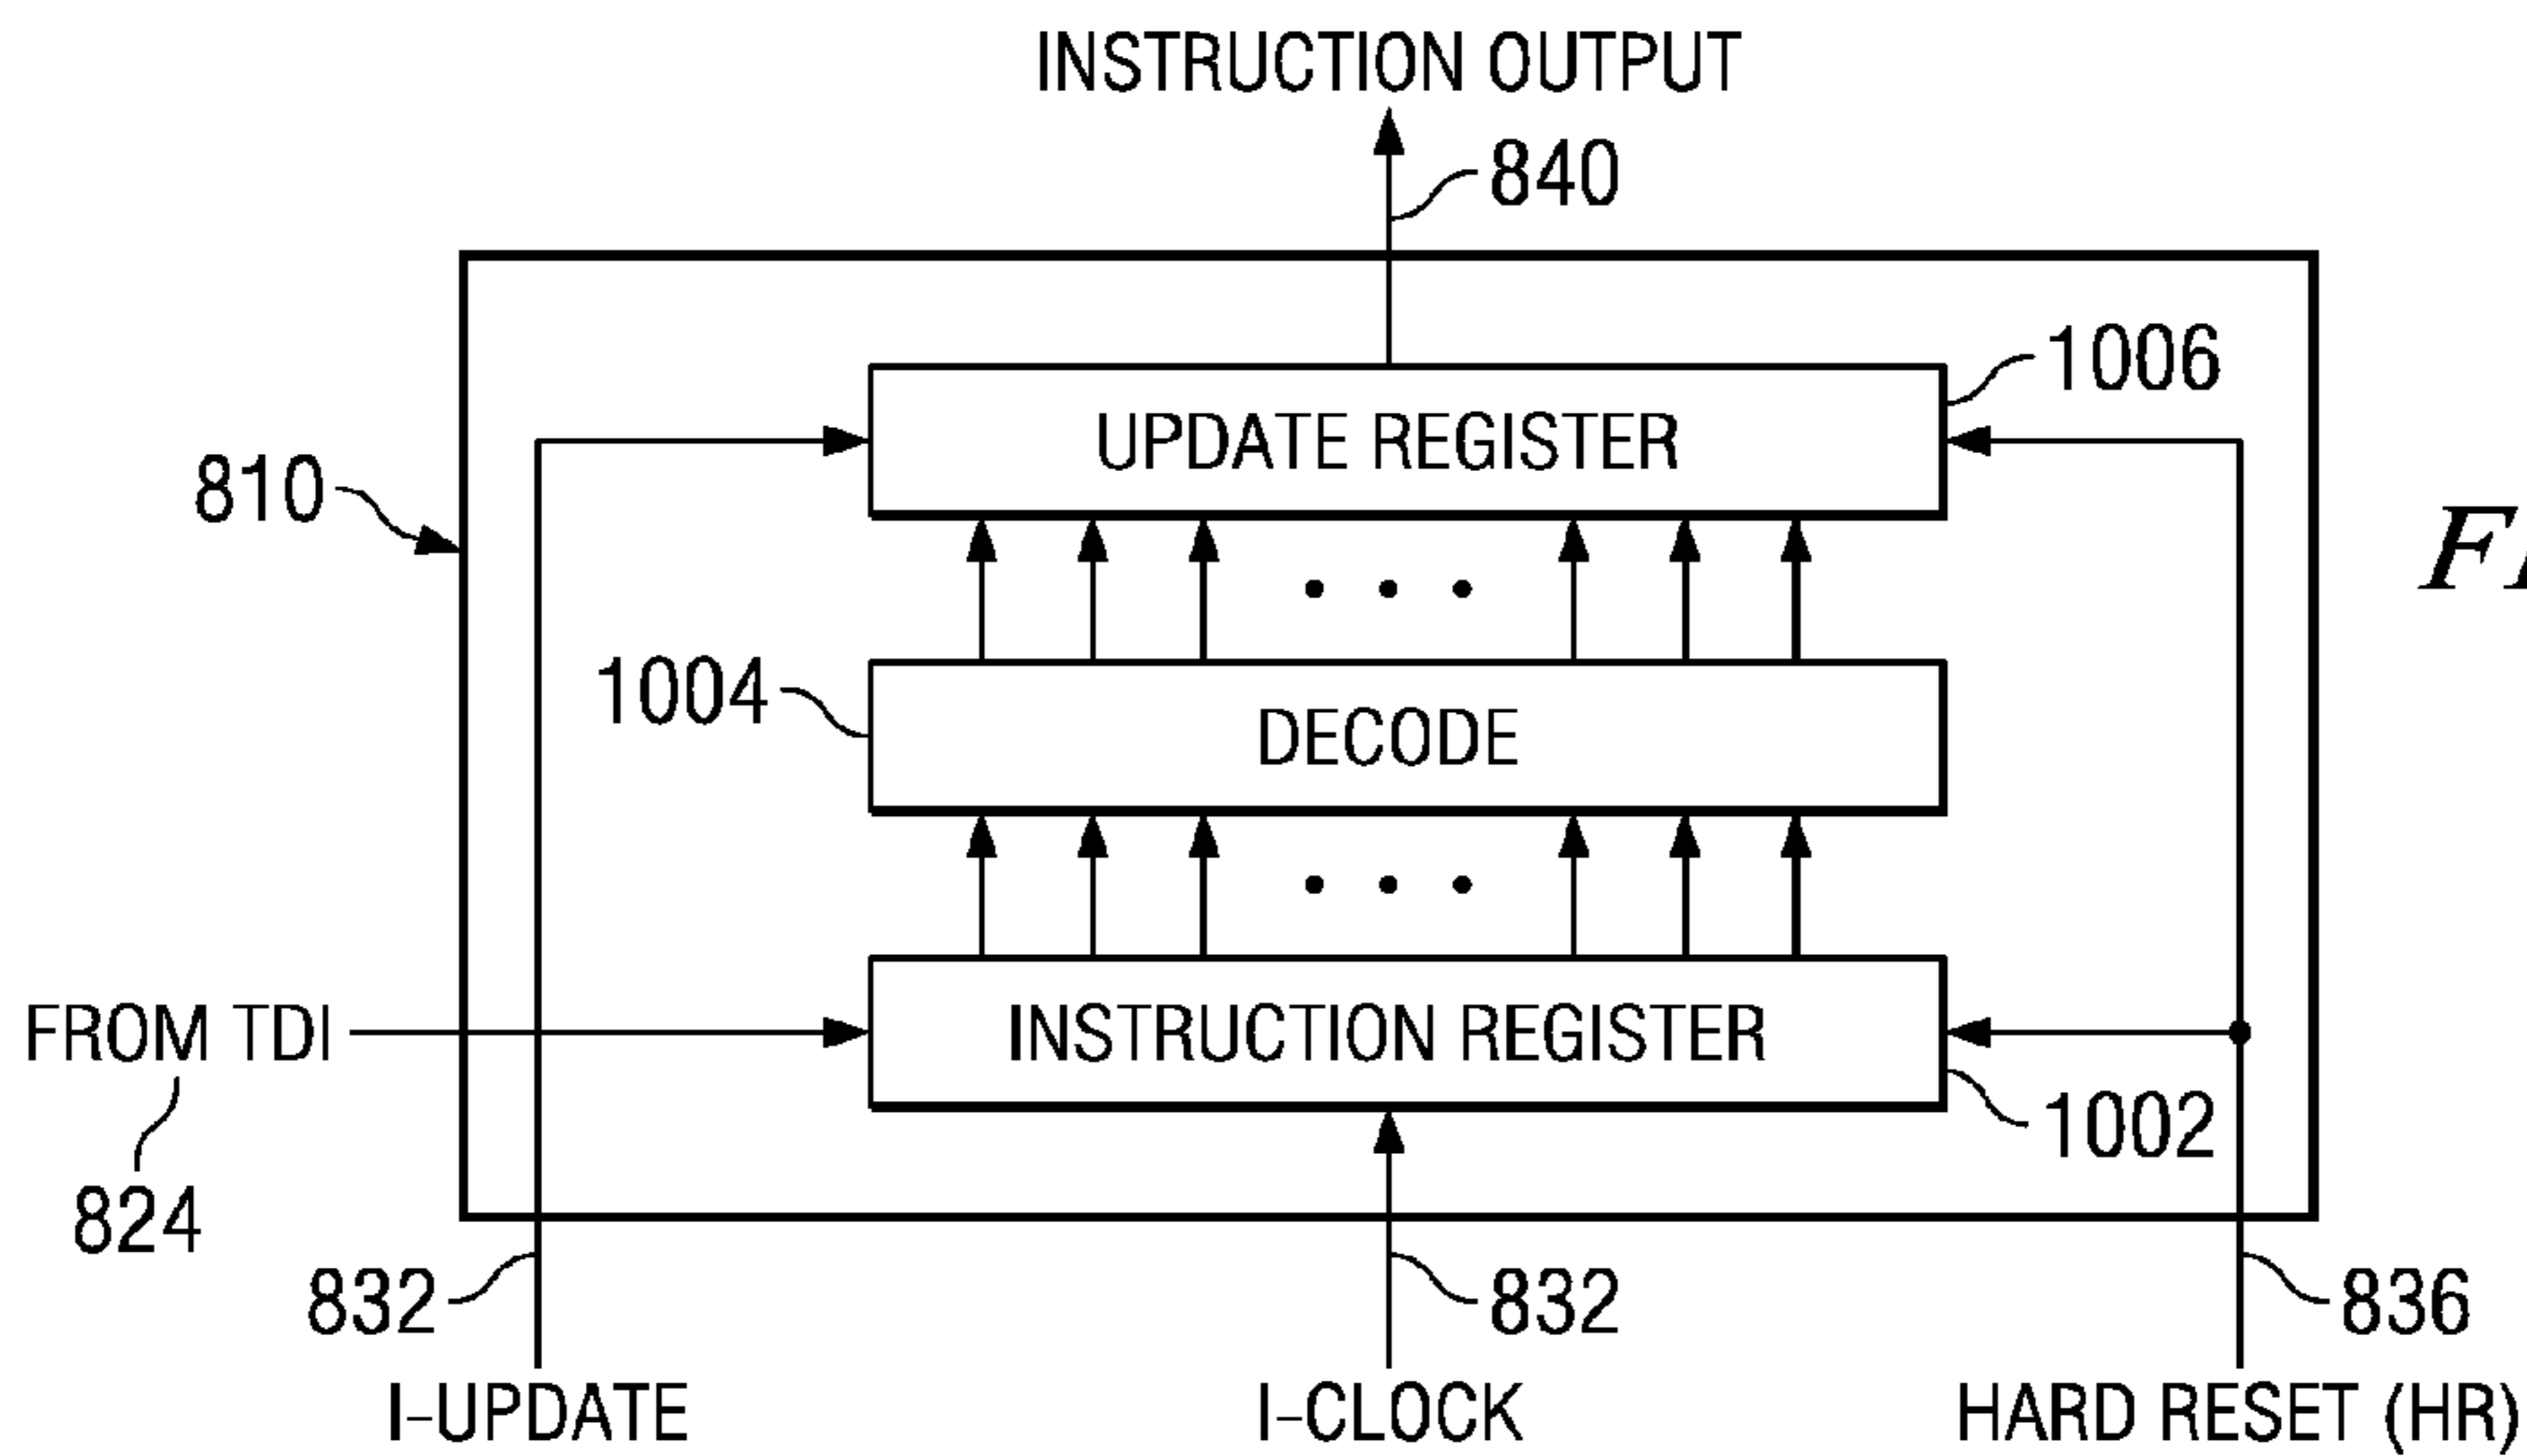 INSTRUCTION OUTPUT
840
1006
UPDATE REGISTER
810
1004
DECODE
FROM TDI
INSTRUCTION REGISTER
1002
824
832
832
836
I-UPDATE
I-CLOCK
HARD RESET (HR)